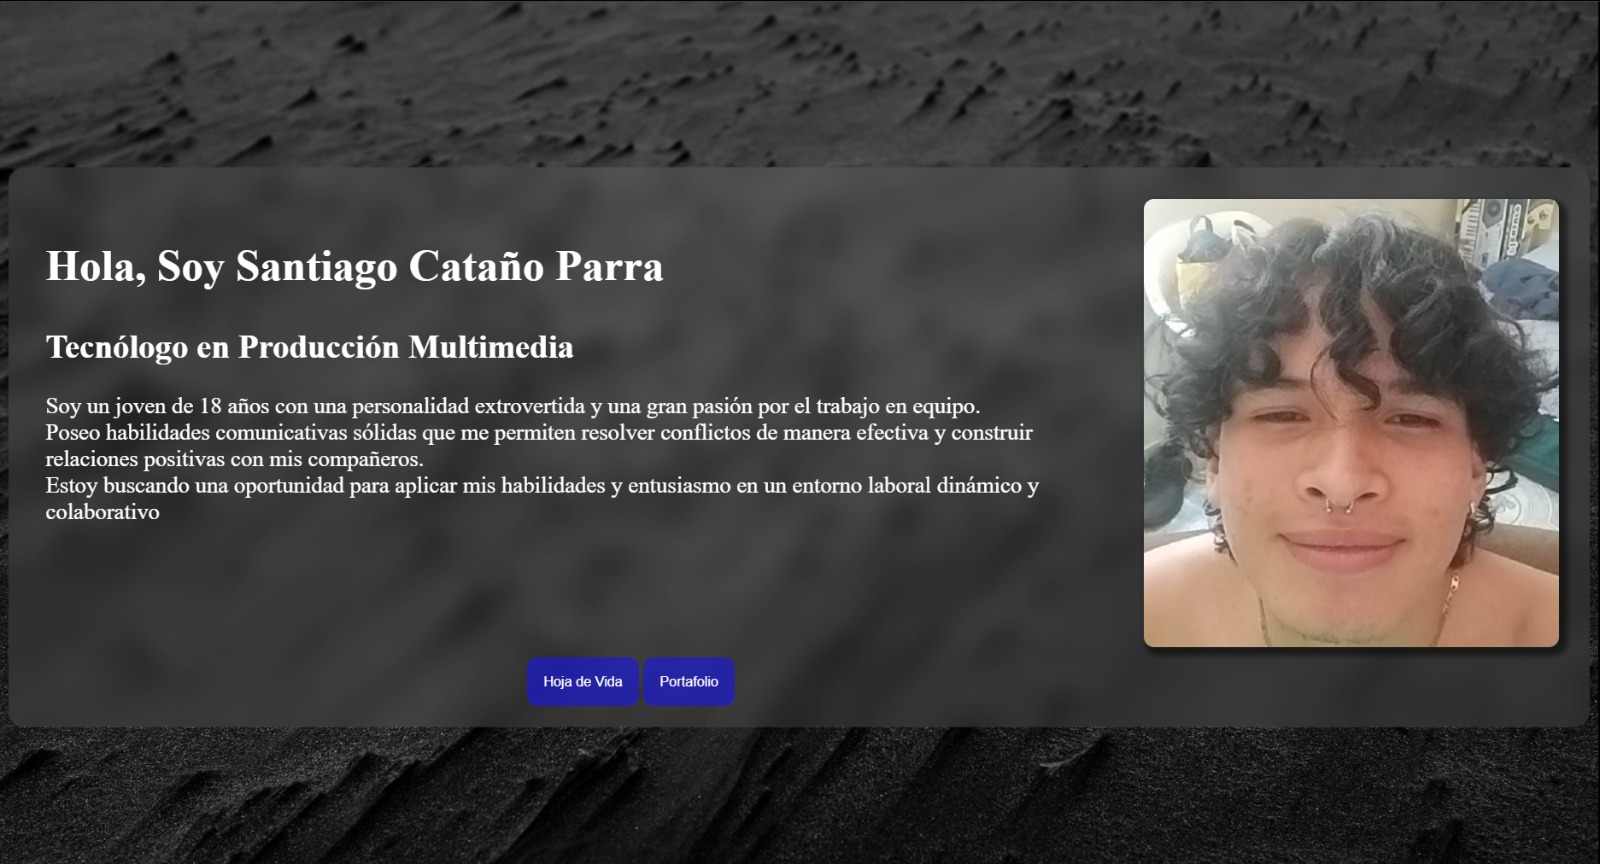 Hola, Soy Santiago Cataño Parra
Tecnólogo en Producción Multimedia
Soy un joven de 18 años con una personalidad extrovertida y una gran pasión por el trabajo en equipo.
Poseo habilidades comunicativas sólidas que me permiten resolver conflictos de manera efectiva y construir
relaciones positivas con mis compañeros.
Estoy buscando una oportunidad para aplicar mis habilidades y entusiasmo en un entorno laboral dinámico y
colaborativo
Hoja de Vida
Portafolio